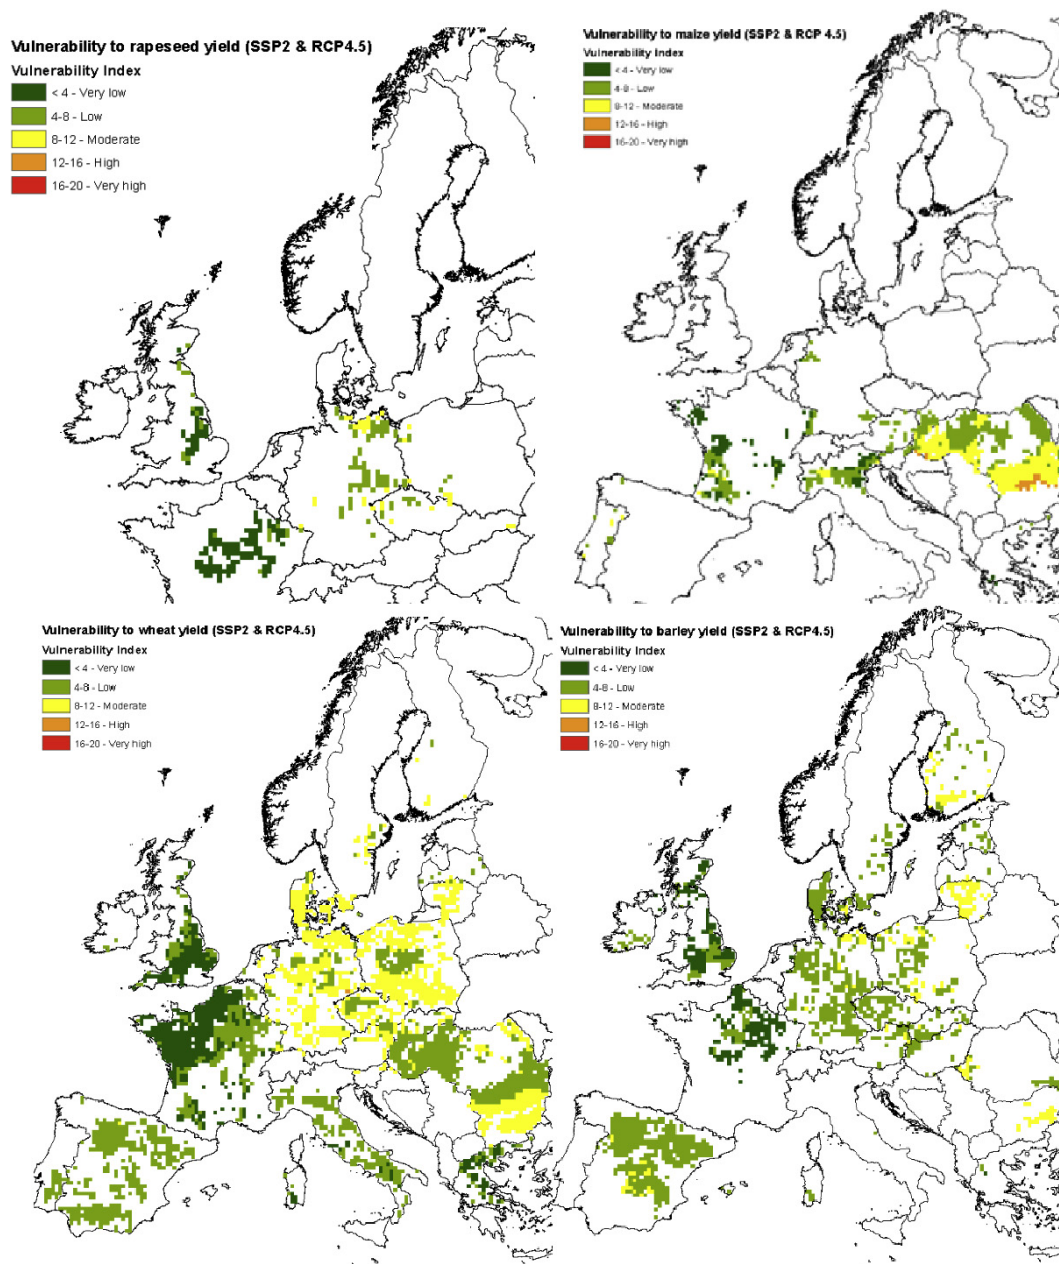 Vulnerability to rapeseed yield (SSP2 & RCP4.5)
Vulnerability Index
< 4 - Very low
4-8 - Low
8-12 - Moderate
12-16 - High
16-20 - Very high
Vulnerability to maize yield (SSP2 & RCP 4.5)
Vulnerability Index
< 4 - Very low
4-8 - Low
8-12 - Moderate
12-16 - High
16-20 - Very high
Vulnerability to wheat yield (SSP2 & RCP4.5)
Vulnerability Index
< 4 - Very low
4-8 - Low
8-12 - Moderate
12-16 - High
16-20 - Very high
Vulnerability to barley yield (SSP2 & RCP4.5)
Vulnerability Index
< 4 - Very low
4-8 - Low
8-12 - Moderate
12-16 - High
16-20 - Very high